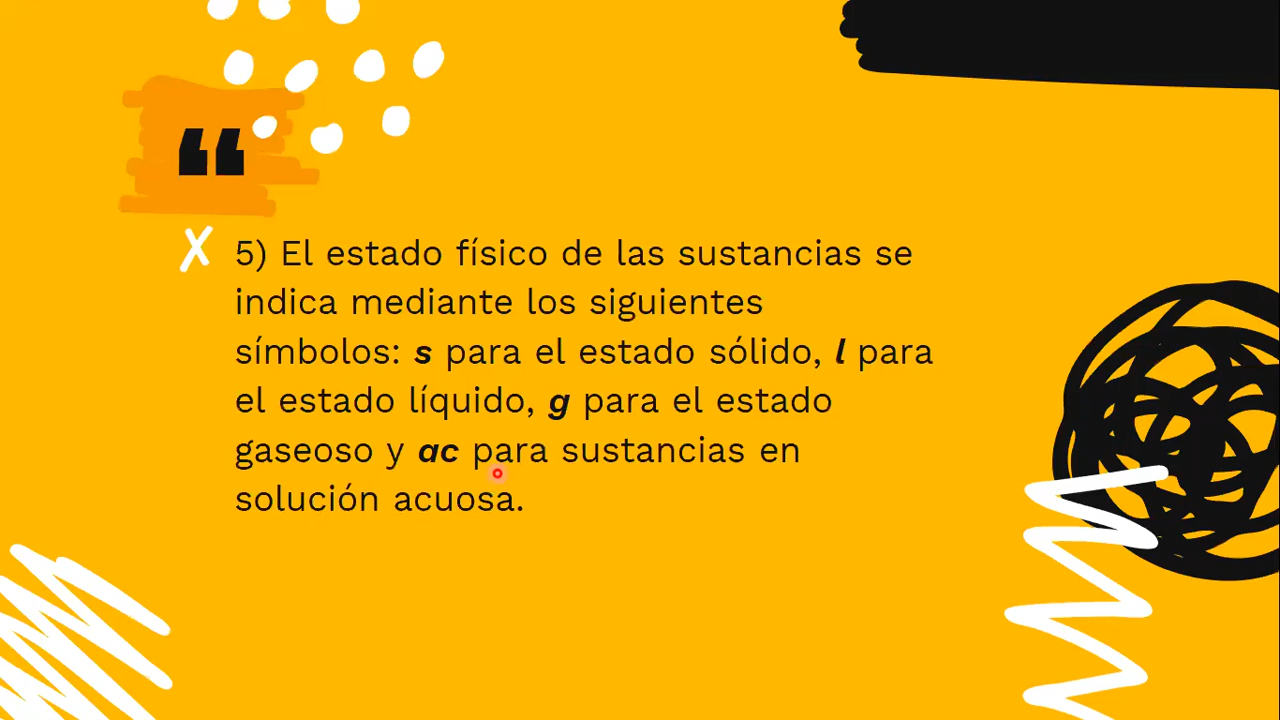 “
5) El estado físico de las sustancias se
indica mediante los siguientes
símbolos: s para el estado sólido, l para
el estado líquido, g para el estado
gaseoso y ac para sustancias en
solución acuosa.